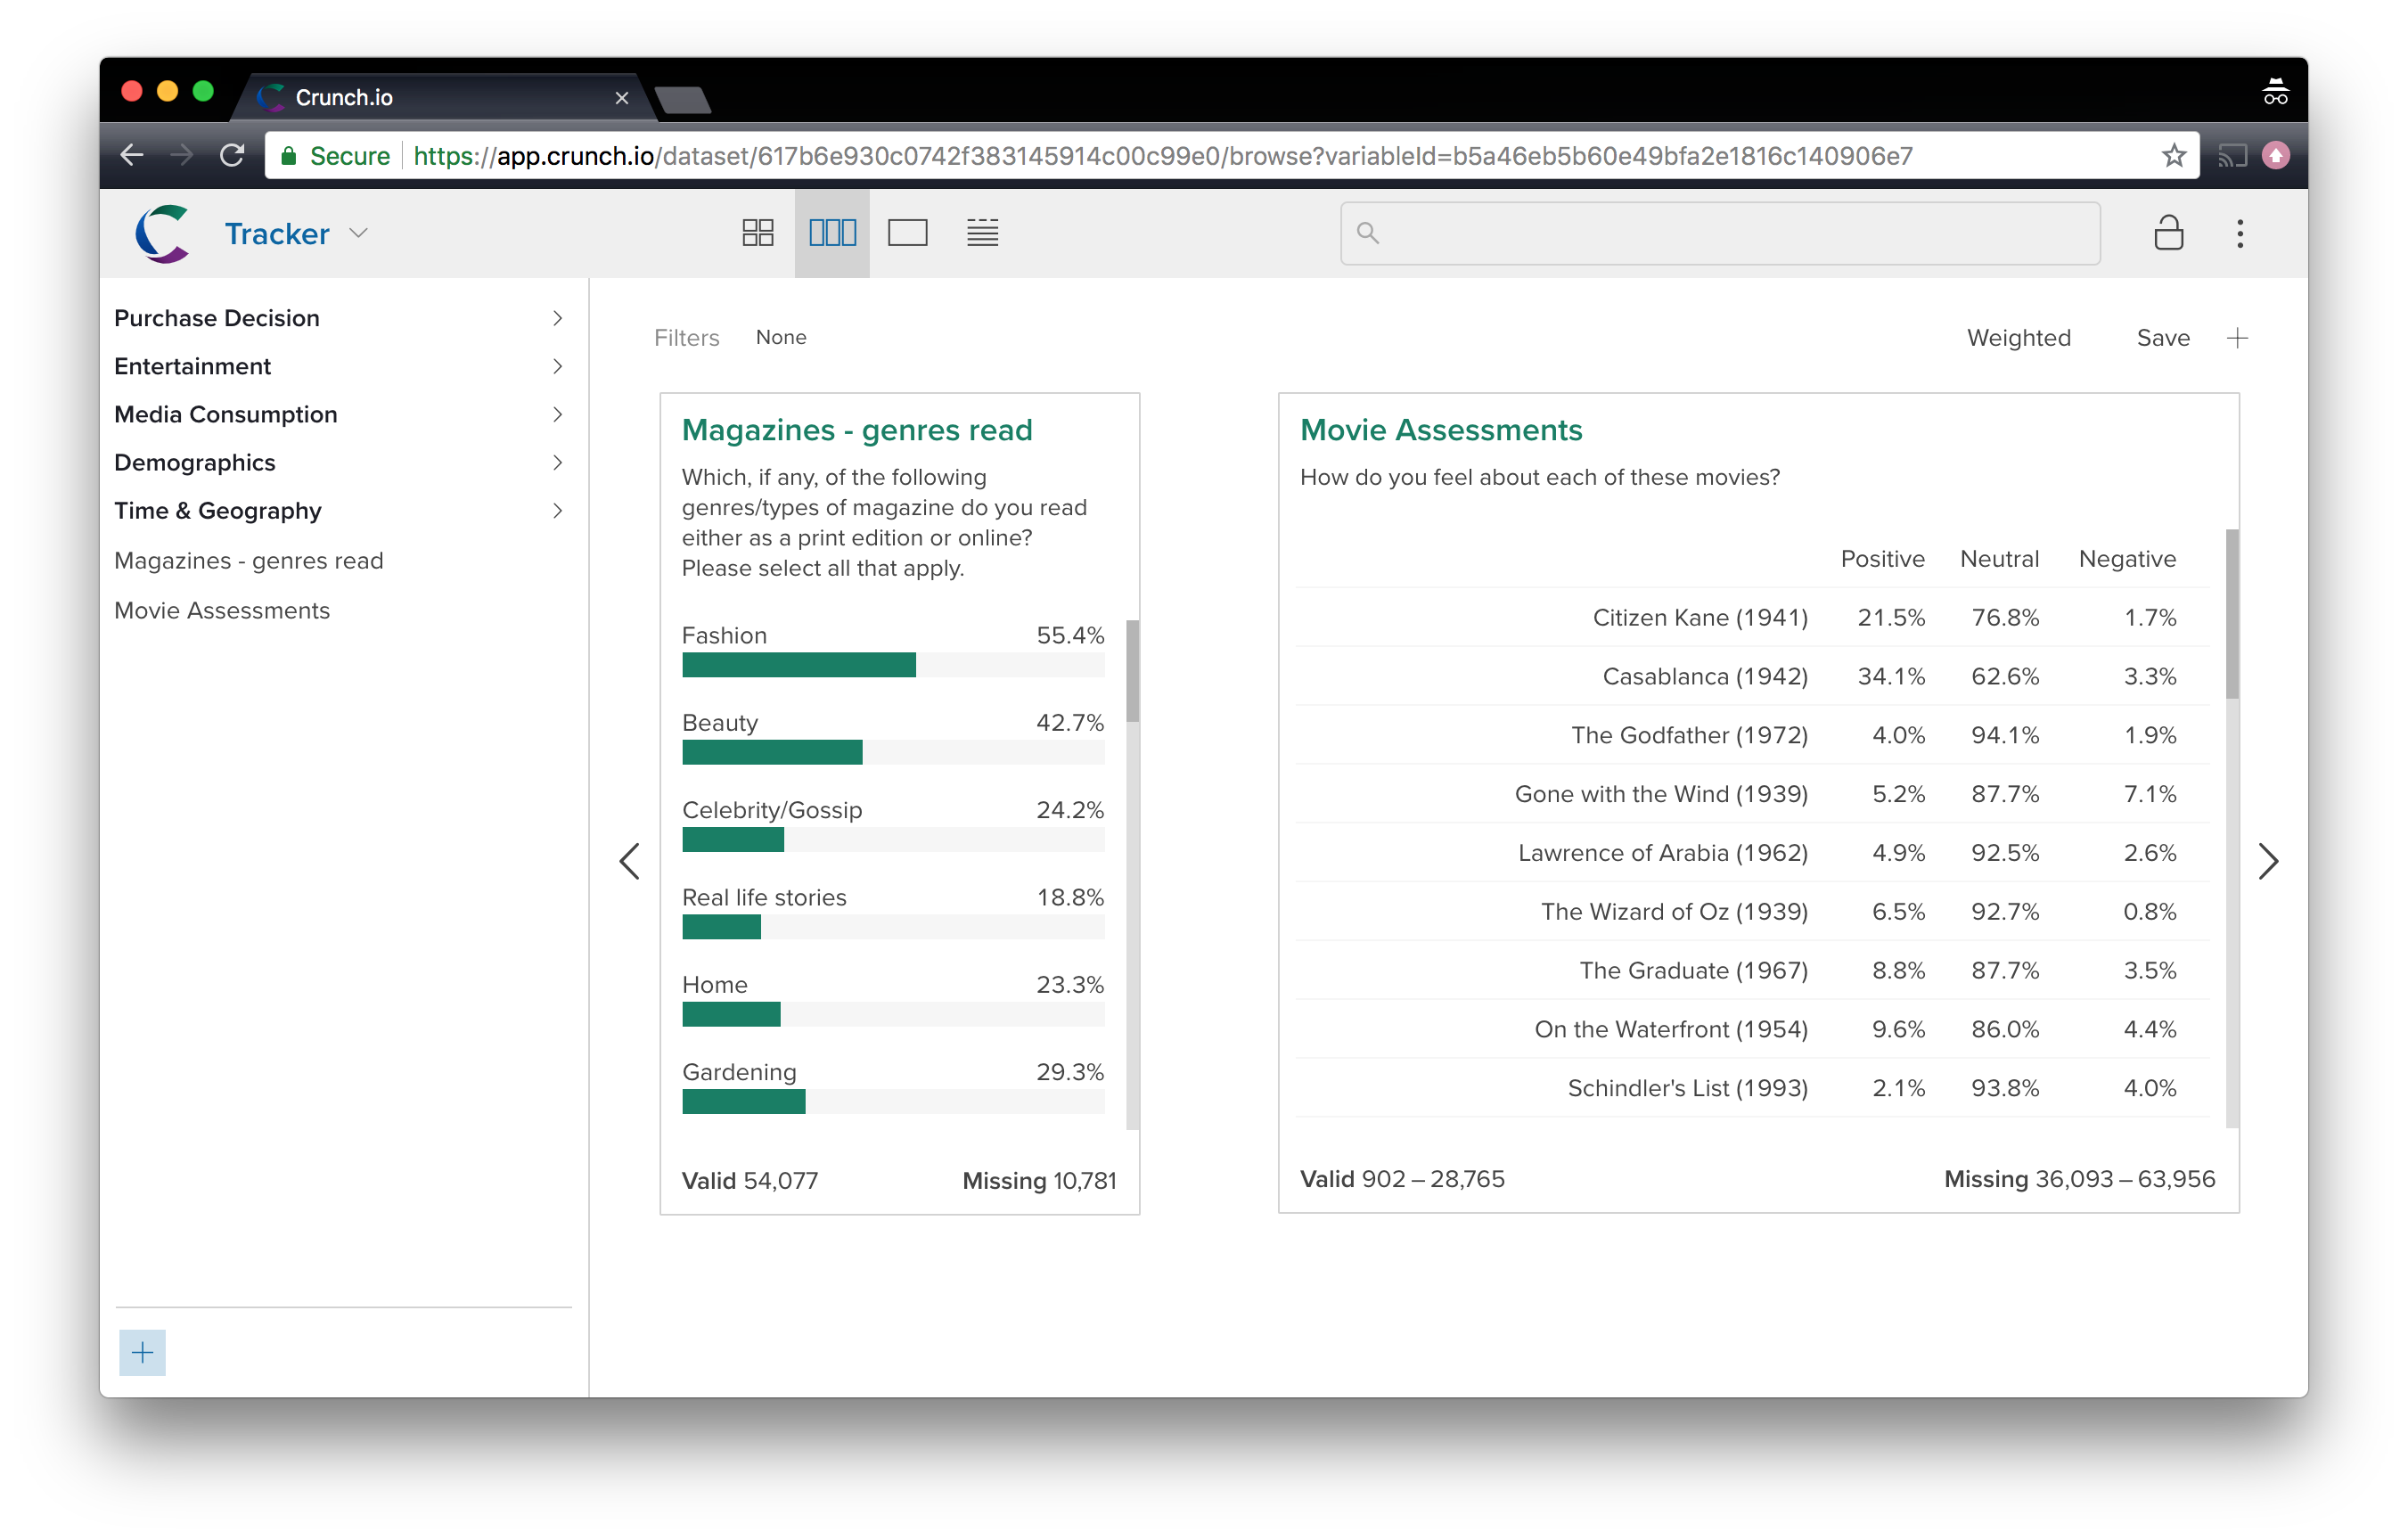 Crunch.io
Secure https://app.crunch.io/dataset/617b6e930c0742f383145914c00c99e0/browse?variableId=b5a46eb5b60e49bfa2e1816c140906e7
Tracker
Purchase Decision
Entertainment
Media Consumption
Demographics
Time & Geography
Magazines - genres read
Movie Assessments
Filters None
Weighted Save
Magazines - genres read
Which, if any, of the following
genres/types of magazine do you read
either as a print edition or online?
Please select all that apply.
Fashion 55.4%
Beauty 42.7%
Celebrity/Gossip 24.2%
Real life stories 18.8%
Home 23.3%
Gardening 29.3%
Valid 54,077 Missing 10,781
Movie Assessments
How do you feel about each of these movies?
Positive Neutral Negative
Citizen Kane (1941) 21.5% 76.8% 1.7%
Casablanca (1942) 34.1% 62.6% 3.3%
The Godfather (1972) 4.0% 94.1% 1.9%
Gone with the Wind (1939) 5.2% 87.7% 7.1%
Lawrence of Arabia (1962) 4.9% 92.5% 2.6%
The Wizard of Oz (1939) 6.5% 92.7% 0.8%
The Graduate (1967) 8.8% 87.7% 3.5%
On the Waterfront (1954) 9.6% 86.0% 4.4%
Schindler's List (1993) 2.1% 93.8% 4.0%
Valid 902 – 28,765 Missing 36,093 – 63,956